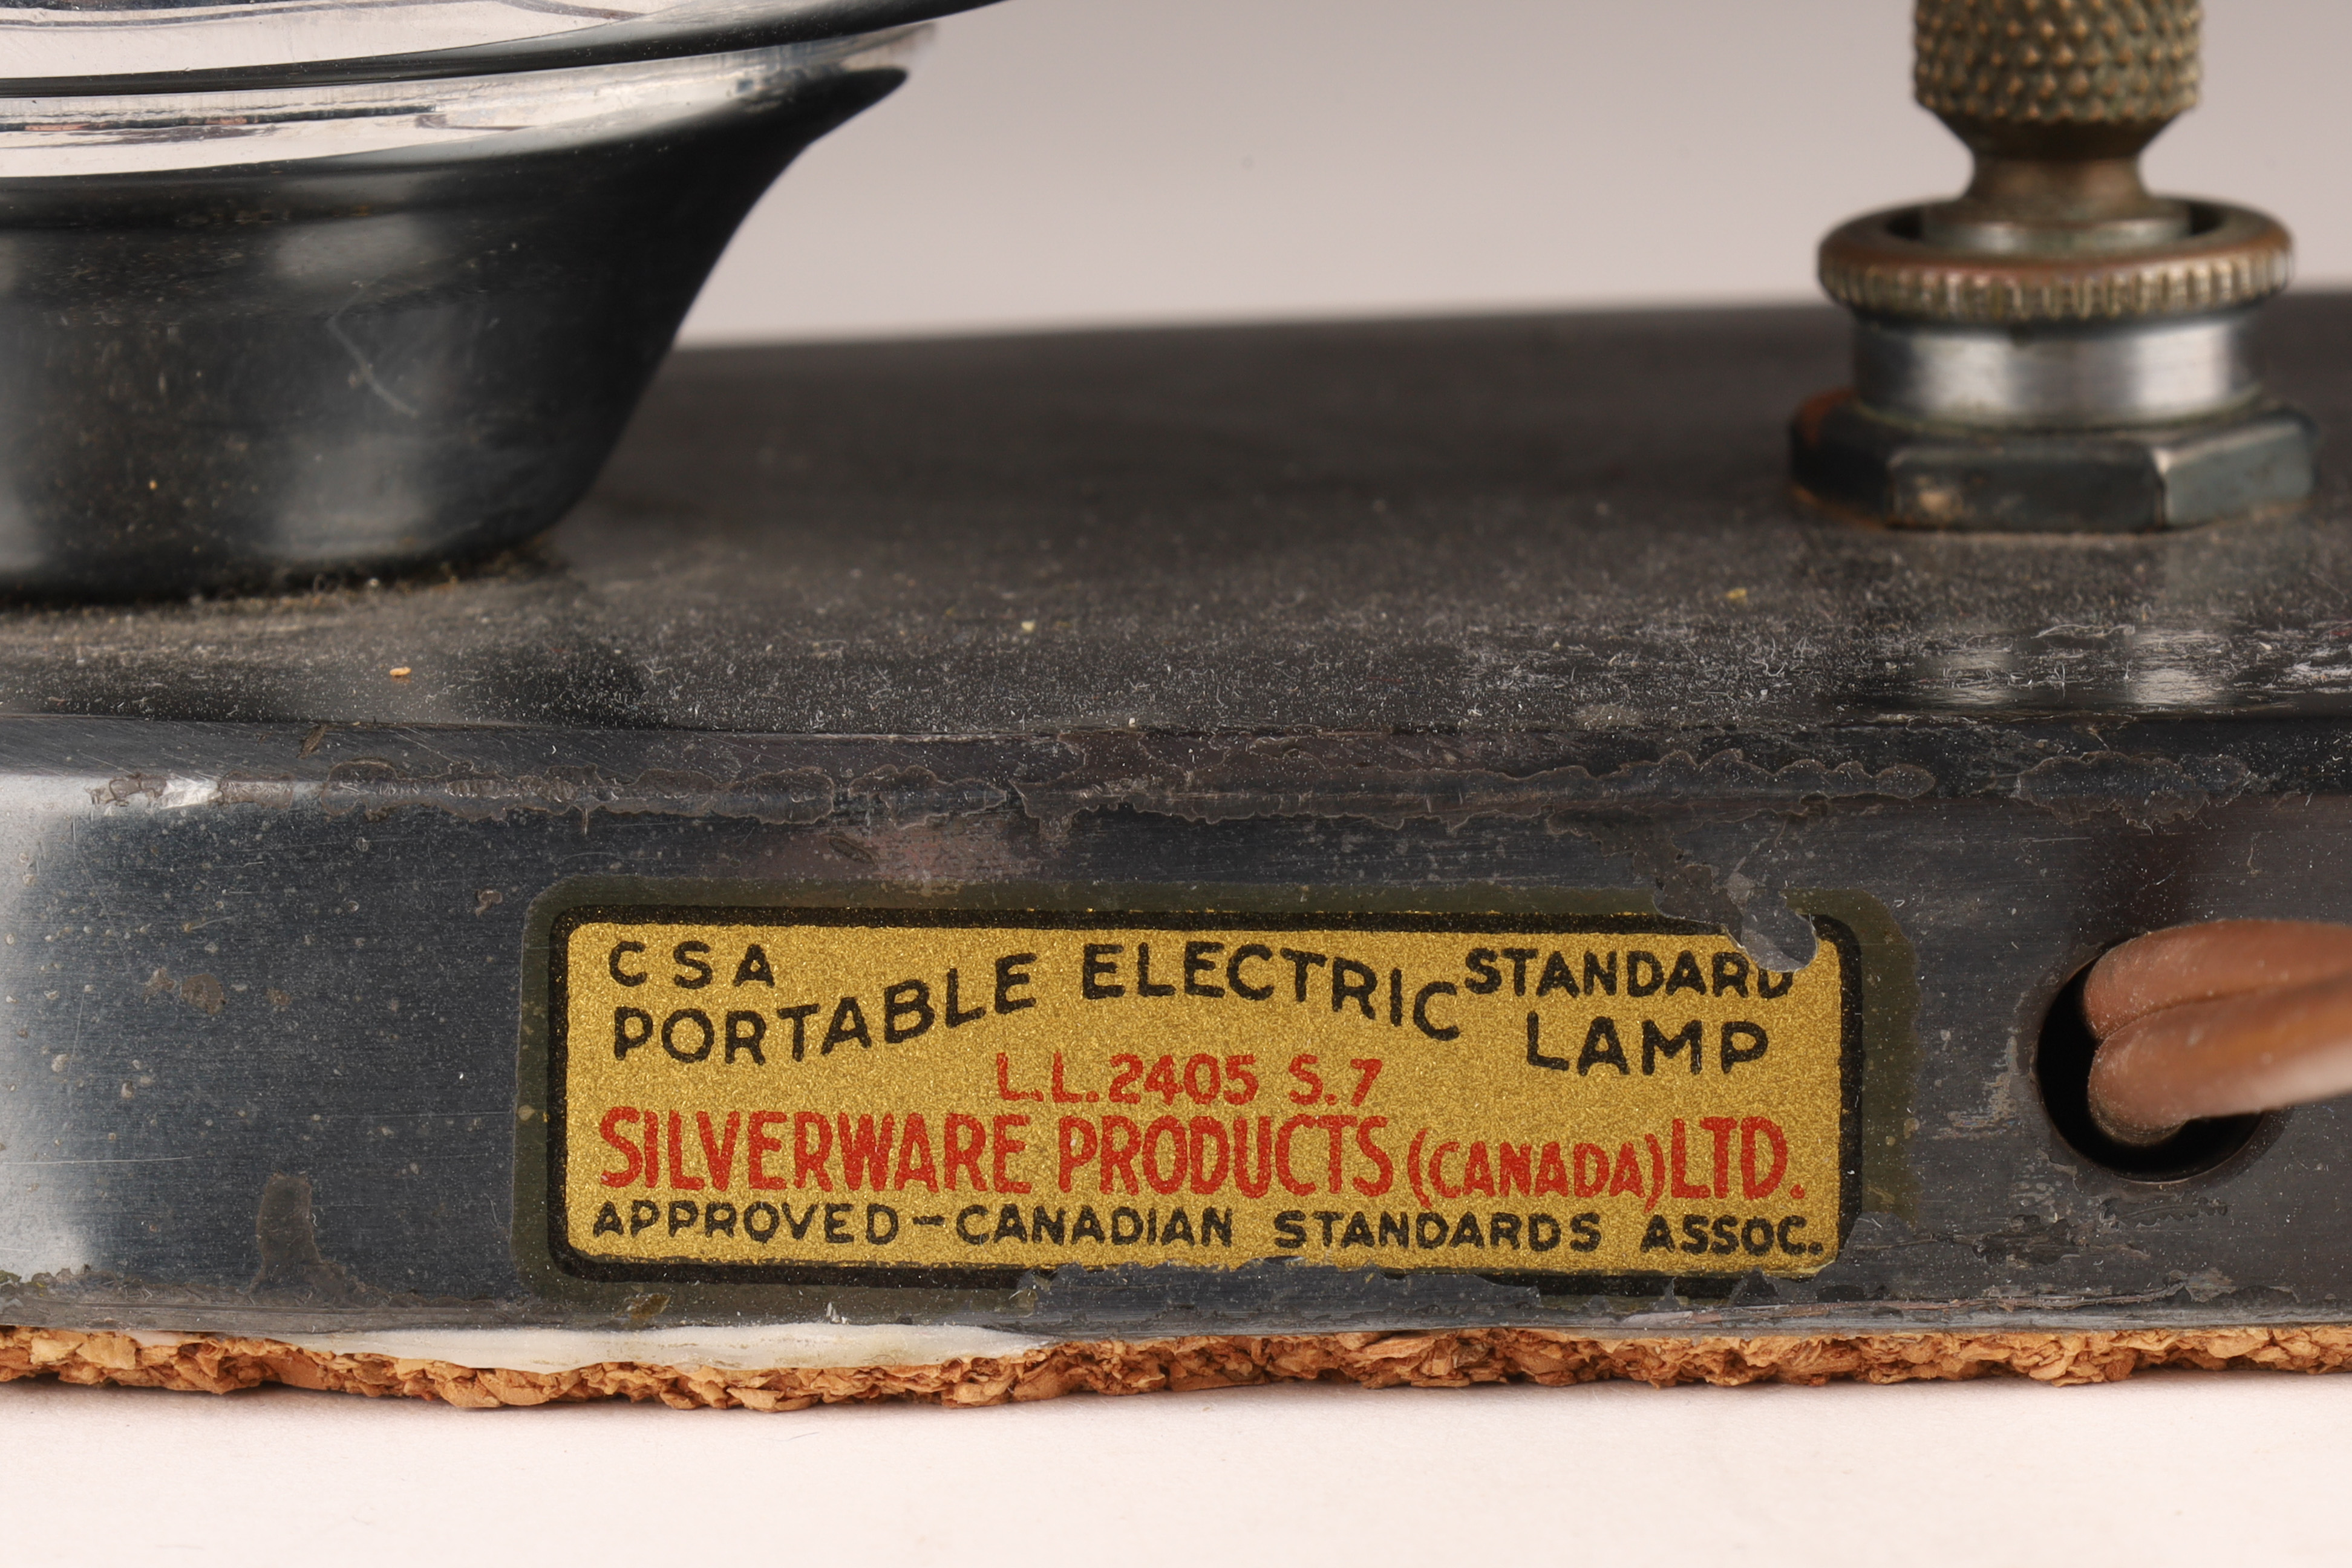 CSA STANDARD
PORTABLE ELECTRIC LAMP
L.L.2405 S.7
SILVERWARE PRODUCTS (CANADA) LTD.
APPROVED-CANADIAN STANDARDS ASSOC.